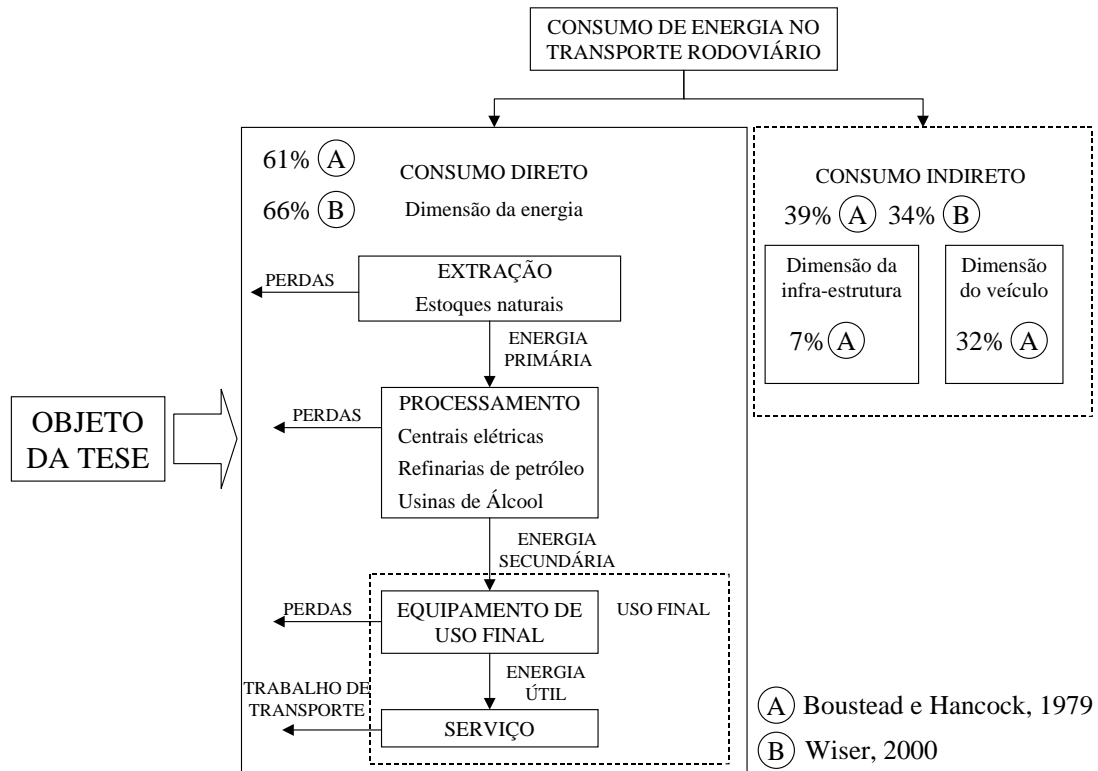 CONSUMO DE ENERGIA NO
TRANSPORTE RODOVIÁRIO
61% A
CONSUMO DIRETO
66% B
Dimensão da energia
CONSUMO INDIRETO
39% A 34% B
Dimensão da
infra-estrutura
7% A
Dimensão
do veículo
32% A
EXTRAÇÃO
Estoques naturais
PERDAS
ENERGIA
PRIMÁRIA
PROCESSAMENTO
Centrais elétricas
Refinarias de petróleo
Usinas de Álcool
PERDAS
OBJETO
DA TESE
ENERGIA
SECUNDÁRIA
EQUIPAMENTO DE
USO FINAL
USO FINAL
PERDAS
ENERGIA
ÚTIL
TRABALHO DE
TRANSPORTE
SERVIÇO
A Boustead e Hancock, 1979
B Wiser, 2000